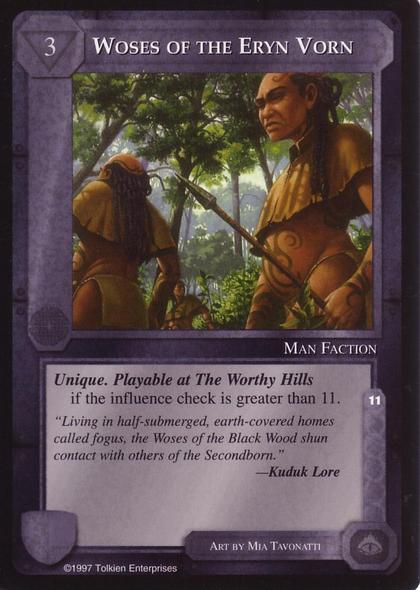 3
WOSES OF THE ERYN VORN
MAN FACTION
Unique. Playable at The Worthy Hills
if the influence check is greater than 11.
11
“Living in half-submerged, earth-covered homes
called fogus, the Woses of the Black Wood shun
contact with others of the Secondborn.”
—Kuduk Lore
ART BY MIA TAVONATTI
©1997 Tolkien Enterprises